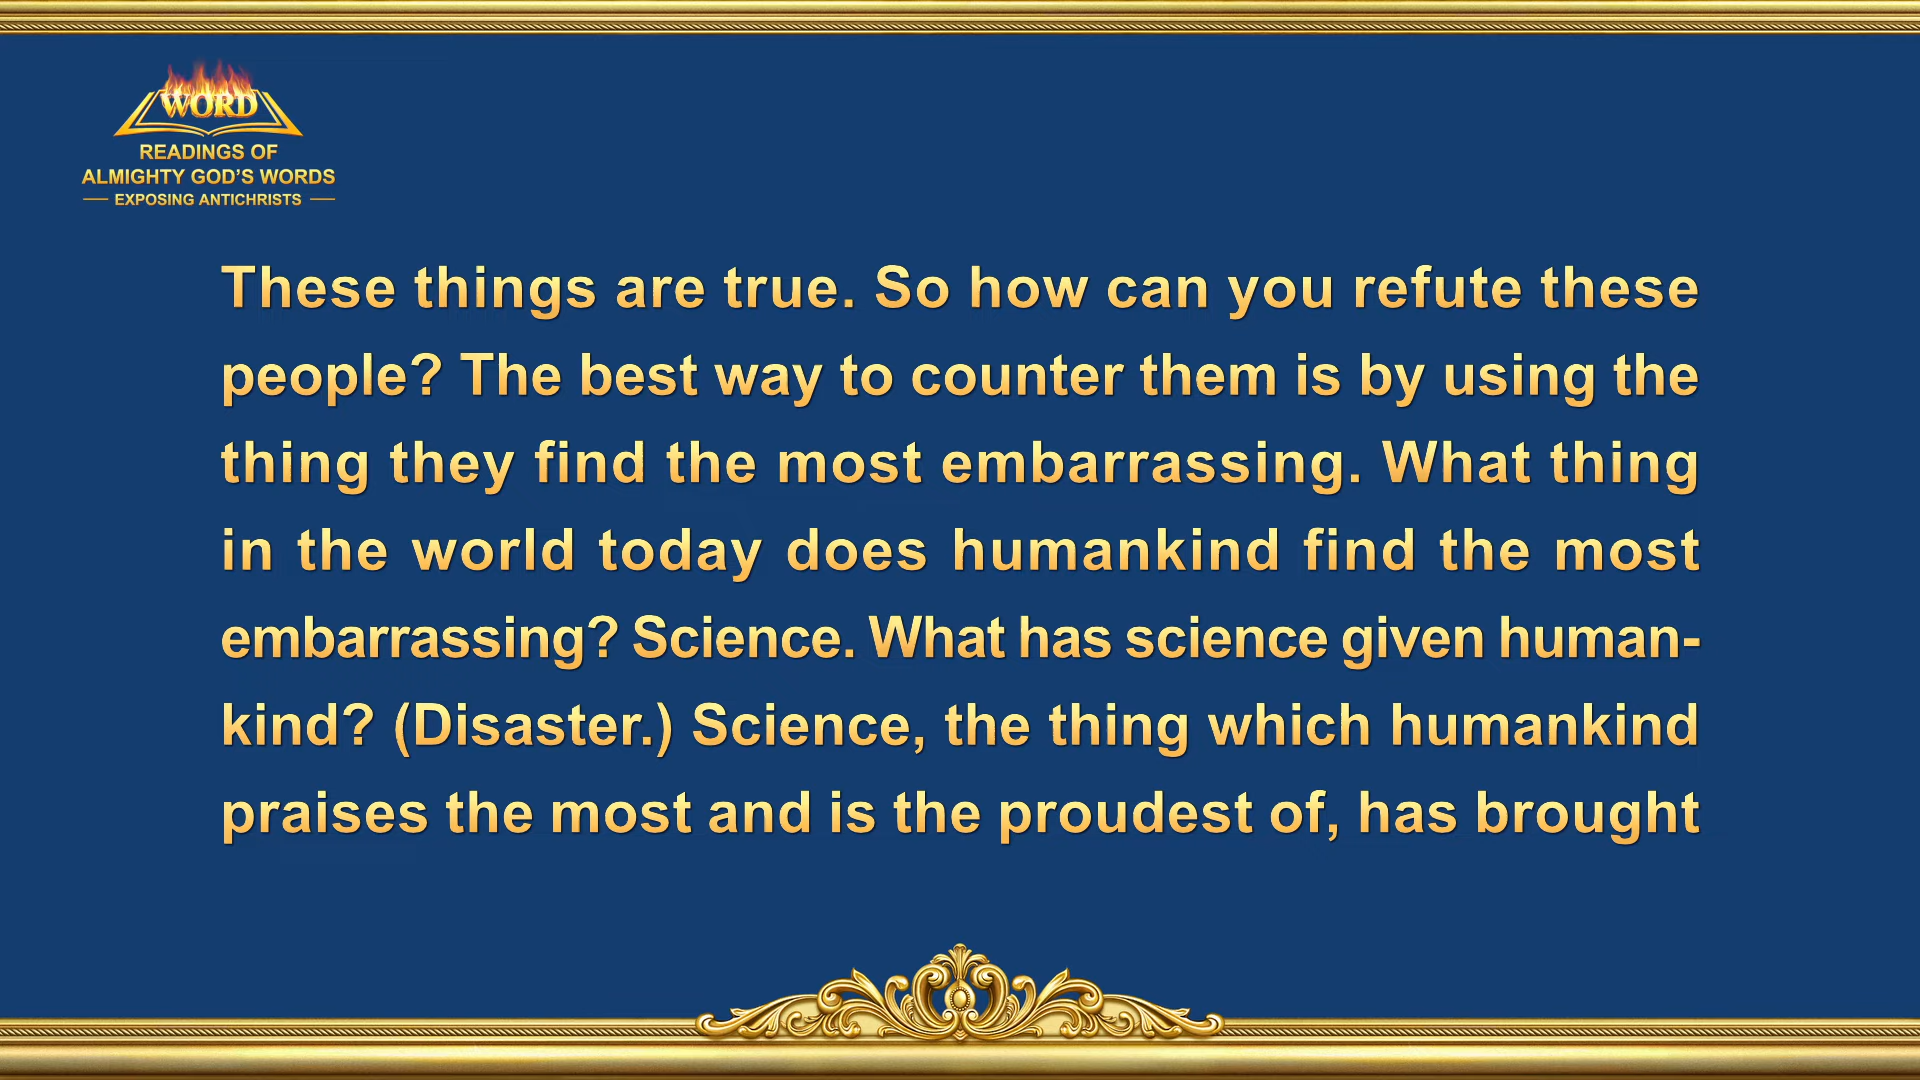 WORD
READINGS OF
ALMIGHTY GOD'S WORDS
EXPOSING ANTICHRISTS
These things are true. So how can you refute these
people? The best way to counter them is by using the
thing they find the most embarrassing. What thing
in the world today does humankind find the most
embarrassing? Science. What has science given human-
kind? (Disaster.) Science, the thing which humankind
praises the most and is the proudest of, has brought